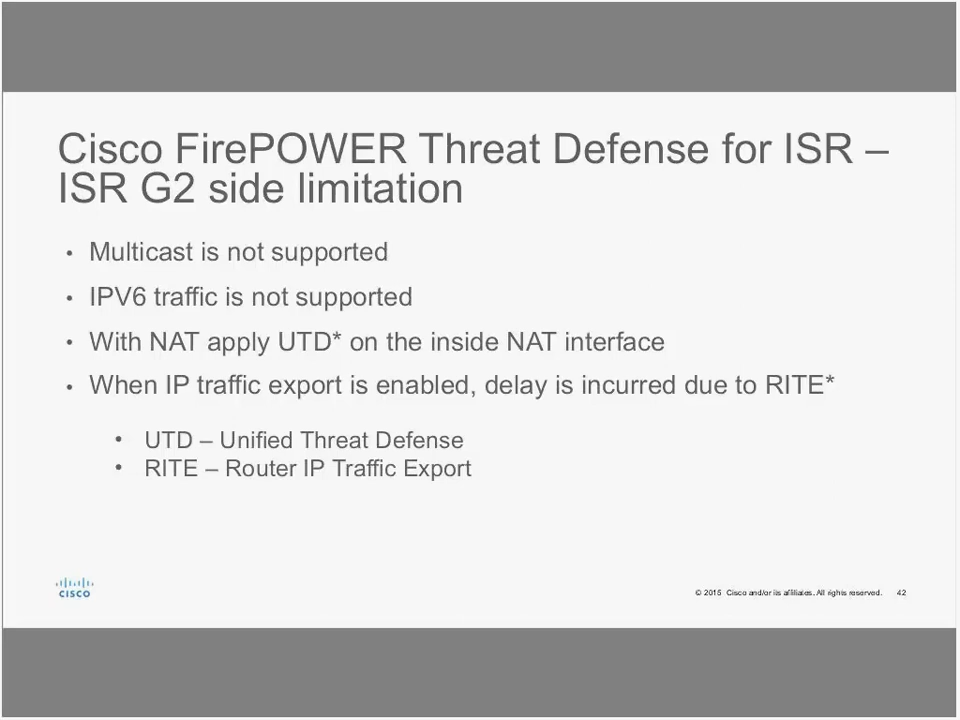 Cisco FirePOWER Threat Defense for ISR –
ISR G2 side limitation
• Multicast is not supported
• IPV6 traffic is not supported
• With NAT apply UTD* on the inside NAT interface
• When IP traffic export is enabled, delay is incurred due to RITE*
• UTD – Unified Threat Defense
• RITE – Router IP Traffic Export
CISCO
© 2015 Cisco and/or its affiliates. All rights reserved. 42